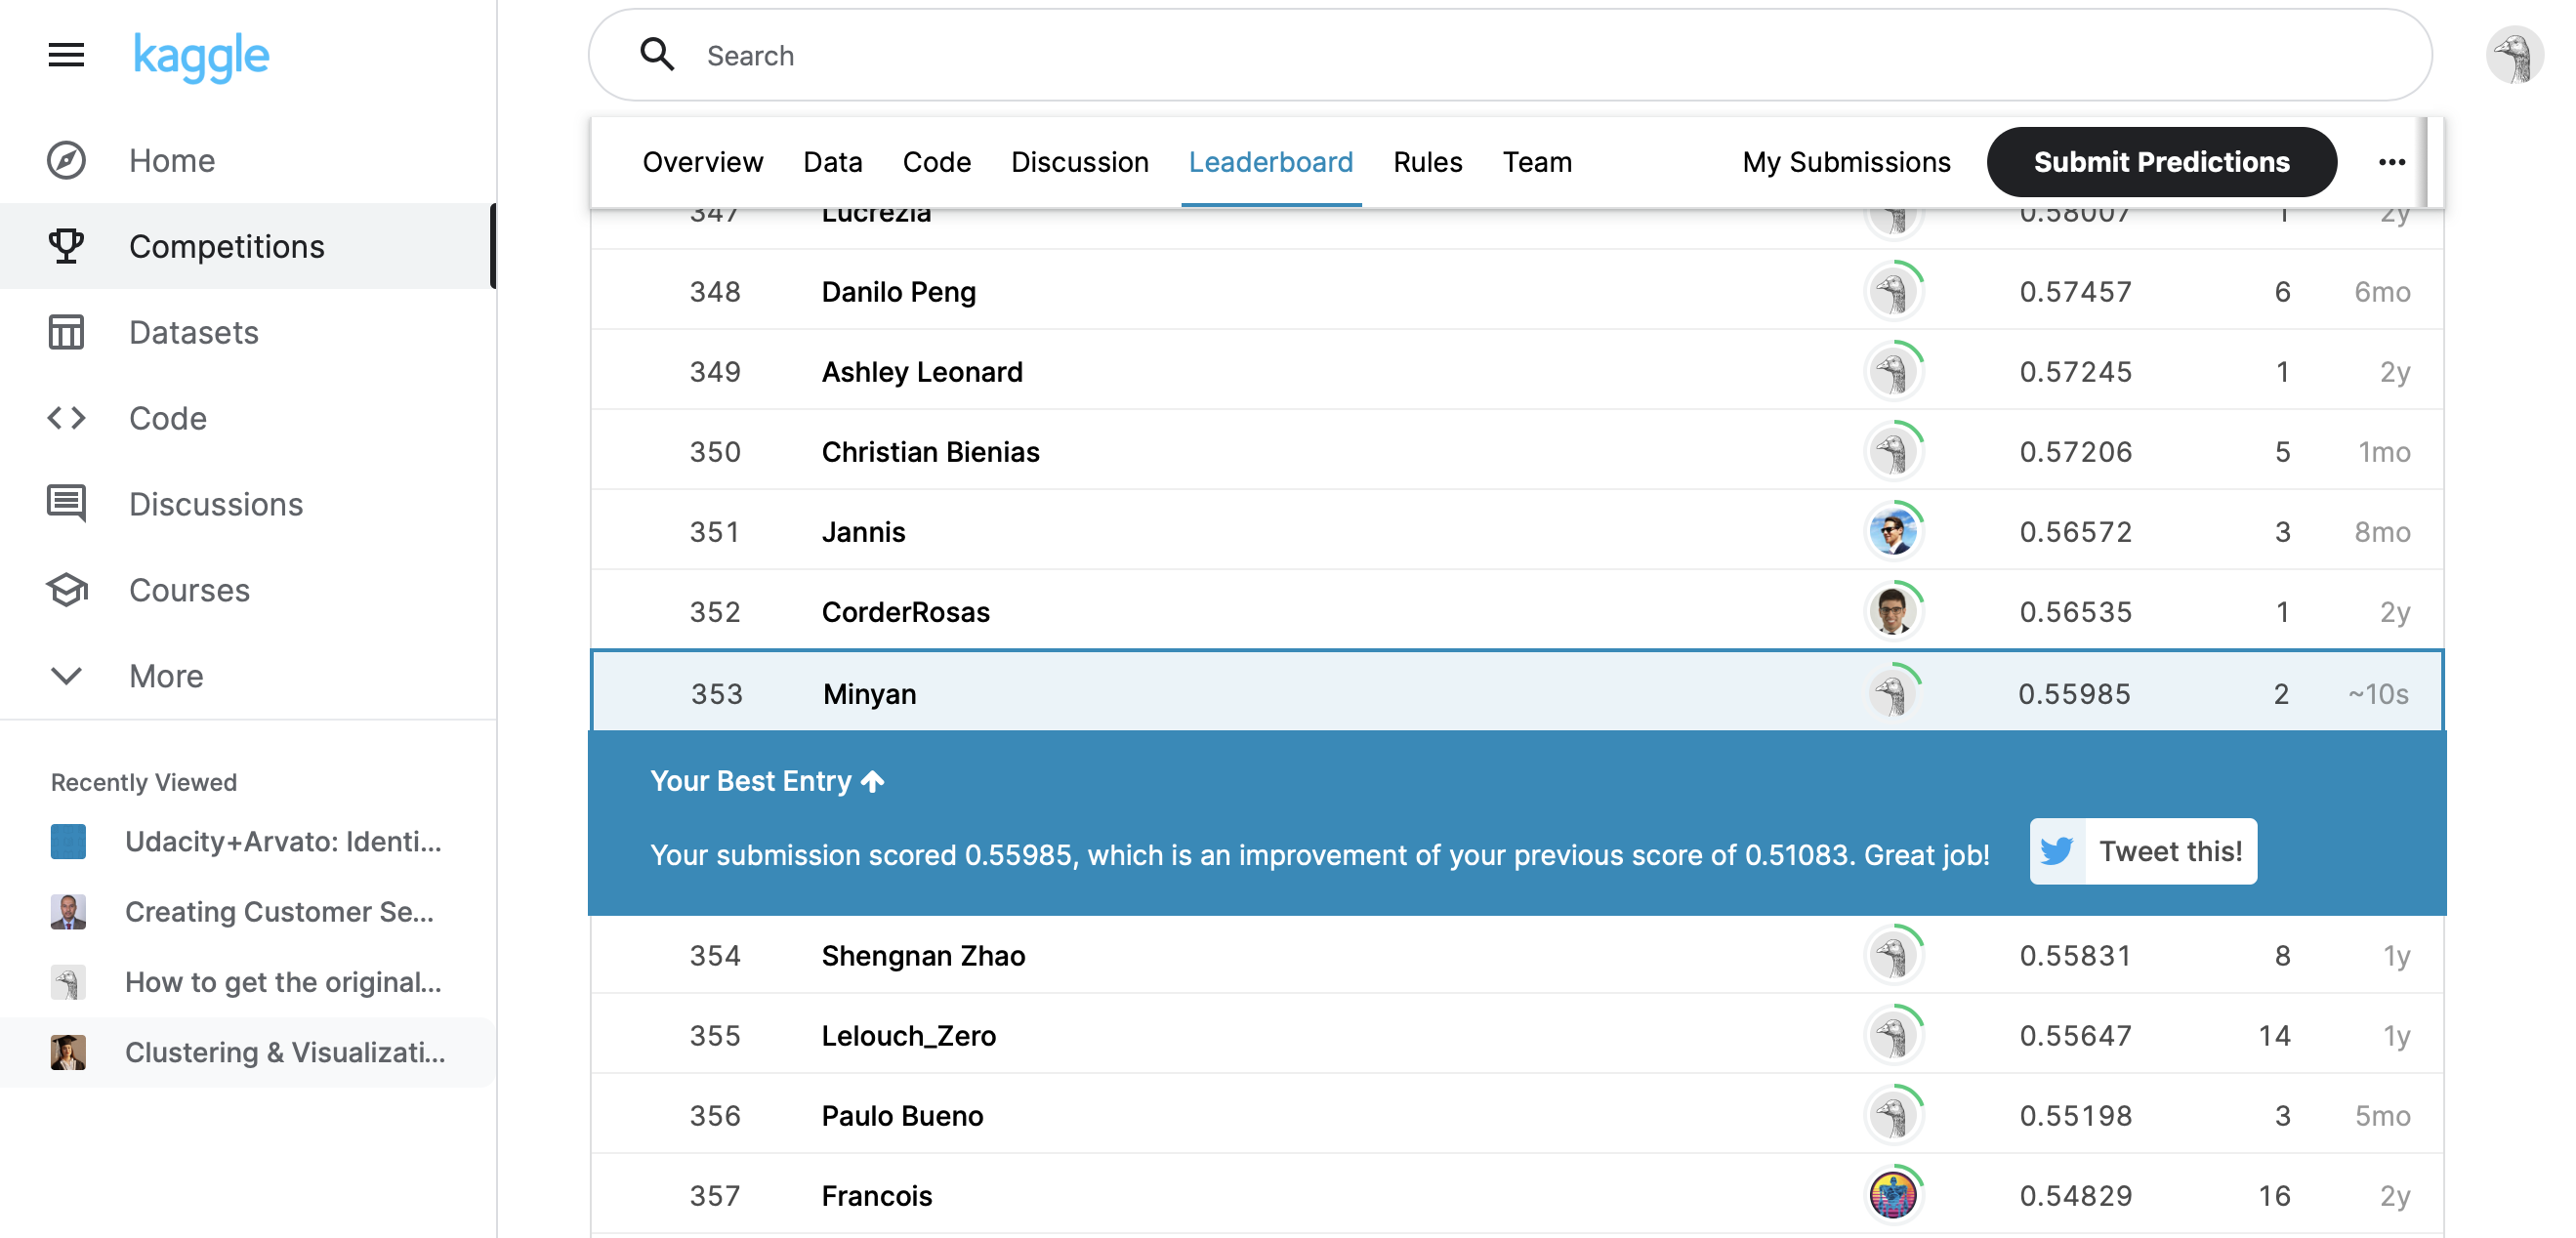 kaggle
Search
Home
Competitions
Datasets
Code
Discussions
Courses
More
Recently Viewed
Udacity+Arvato: Identi...
Creating Customer Se...
How to get the original...
Clustering & Visualizati...
Overview Data Code Discussion Leaderboard Rules Team My Submissions Submit Predictions ...
347 Lucrezia 0.58007 1 2y
348 Danilo Peng 0.57457 6 6mo
349 Ashley Leonard 0.57245 1 2y
350 Christian Bienias 0.57206 5 1mo
351 Jannis 0.56572 3 8mo
352 CorderRosas 0.56535 1 2y
353 Minyan 0.55985 2 ~10s
Your Best Entry ↑
Your submission scored 0.55985, which is an improvement of your previous score of 0.51083. Great job! Tweet this!
354 Shengnan Zhao 0.55831 8 1y
355 Lelouch_Zero 0.55647 14 1y
356 Paulo Bueno 0.55198 3 5mo
357 Francois 0.54829 16 2y